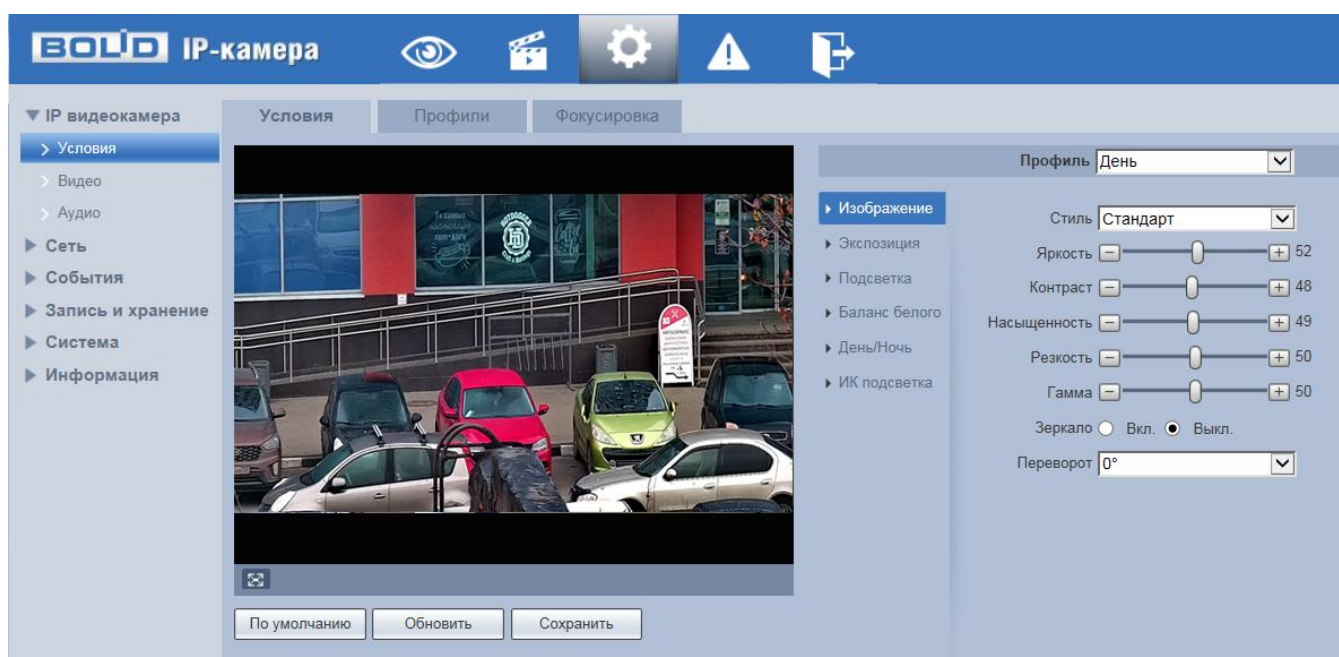 BOLID IP-камера
IP видеокамера
Условия
Видео
Аудио
Сеть
События
Запись и хранение
Система
Информация
Условия Профили Фокусировка
По умолчанию Обновить Сохранить
Профиль День
Изображение
Экспозиция
Подсветка
Баланс белого
День/Ночь
ИК подсветка
Стиль Стандарт
Яркость 52
Контраст 48
Насыщенность 49
Резкость 50
Гамма 50
Зеркало Вкл. Выкл.
Переворот 0°